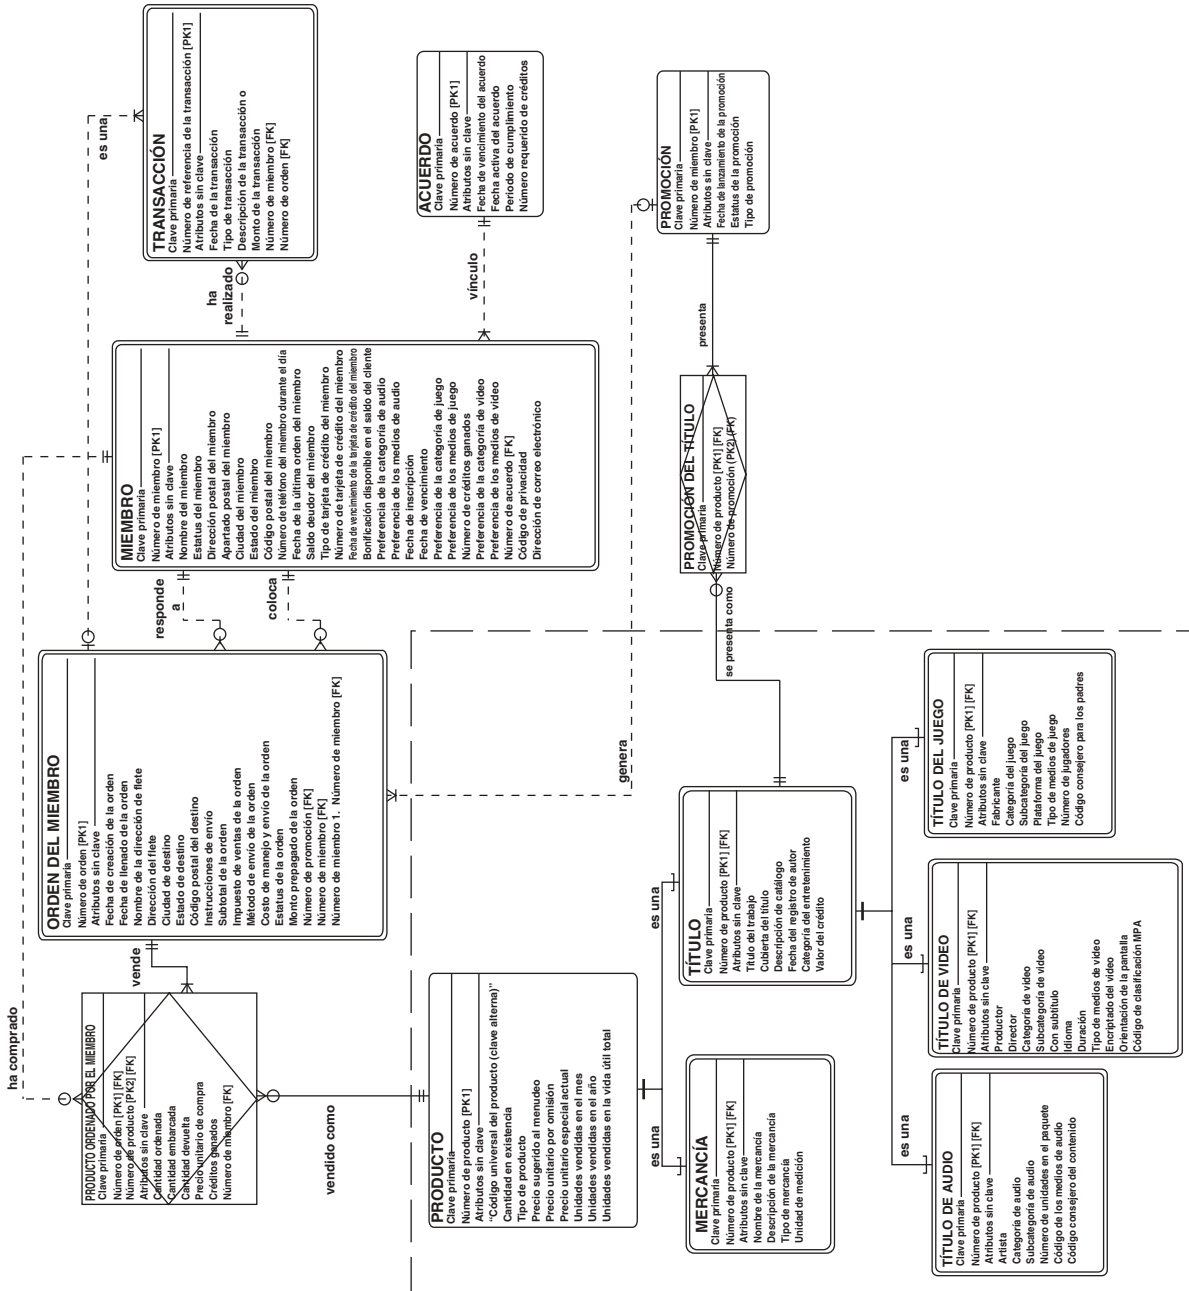 ha comprado
es una
PRODUCTO ORDENADO POR EL MIEMBRO
Clave primaria
Número de orden [PK1] [FK]
Número de producto [PK2] [FK]
Atributos sin clave
Cantidad ordenada
Cantidad embarcada
Cantidad devuelta
Precio unitario de compra
Créditos ganados
Número de miambro [FK]
vende
ORDEN DEL MIEMBRO
Clave primaria
Número de orden [PK1]
Atributos sin clave
Fecha de creación de la orden
Fecha de llenado de la orden
Nombre de la dirección de flete
Dirección del flete
Ciudad de destino
Estado de destino
Código postal del destino
Instrucciones de envío
Subtotal de la orden
Impuesto de ventas de la orden
Método de envío de la orden
Costo de manejo y envío de la orden
Estatus de la orden
Monto prepagado de la orden
Número de promoción [FK]
Número de miembro [FK]
Número de miembro 1. Número de miembro [FK]
responde
a
coloca
MIEMBRO
Clave primaria
Número de miembro [PK1]
Atributos sin clave
Nombre del miembro
Estatus del miembro
Dirección postal del miembro
Apartado postal del miembro
Ciudad del miembro
Estado del miembro
Código postal del miembro
Número de teléfono del miembro durante el día
Fecha de la última orden del miembro
Saldo deudor del miembro
Tipo de tarjeta de crédito del miembro
Número de tarjeta de crédito del miembro
Fecha de vencimiento de la tarjeta de crédito del miembro
Bonificación disponible en el saldo del cliente
Preferencia de la categoría de audio
Preferencia de los medios de audio
Fecha de inscripción
Fecha de vencimiento
Preferencia de la categoría de juego
Preferencia de los medios de juego
Número de créditos ganados
Preferencia de la categoría de video
Preferencia de los medios de video
Número de acuerdo [FK]
Código de privacidad
Dirección de correo electrónico
ha
realizado
TRANSACCIÓN
Clave primaria
Número de referencia de la transacción [PK1]
Atributos sin clave
Fecha de la transacción
Tipo de transacción
Descripción de la transacción o
Monto de la transacción
Número de miembro [FK]
Número de orden [FK]
vínculo
ACUERDO
Clave primaria
Número de acuerdo [PK1]
Atributos sin clave
Fecha de vencimiento del acuerdo
Fecha activa del acuerdo
Periodo de cumplimiento
Número requerido de créditos
vendido como
genera
PRODUCTO
Clave primaria
Número de producto [PK1]
Atributos sin clave
"Código universal del producto (clave alterna)"
Cantidad en existencia
Tipo de producto
Precio sugerido al menudeo
Precio unitario por omisión
Precio unitario especial actual
Unidades vendidas en el mes
Unidades vendidas en el año
Unidades vendidas en la vida útil total
es una
es una
MERCANCÍA
Clave primaria
Número de producto [PK1] [FK]
Atributos sin clave
Nombre de la mercancía
Descripción de la mercancía
Tipo de mercancía
Unidad de medición
TÍTULO
Clave primaria
Número de producto [PK1] [FK]
Atributos sin clave
Título del trabajo
Cubierta del título
Descripción de catálogo
Fecha del registro de autor
Categoría del entretenimiento
Valor del crédito
se presenta como
PROMOCIÓN DEL TÍTULO
Clave primaria
Número de producto [PK1] [FK]
Número de promoción (PK2) (FK)
presenta
PROMOCIÓN
Clave primaria
Número de miembro [PK1]
Atributos sin clave
Fecha de lanzamiento de la promoción
Estatus de la promoción
Tipo de promoción
es una
es una
es una
TÍTULO DE AUDIO
Clave primaria
Número de producto [PK1] [FK]
Atributos sin clave
Artista
Categoría de audio
Subcategoría de audio
Número de unidades en el paquete
Código de los medios de audio
Código consejero del contenido
TÍTULO DE VIDEO
Clave primaria
Número de producto [PK1] [FK]
Atributos sin clave
Productor
Director
Categoría de video
Subcategoría de video
Con subtítulo
Idioma
Duración
Tipo de medios de video
Encriptado del video
Orientación de la pantalla
Código de clasificación MPA
TÍTULO DEL JUEGO
Clave primaria
Número de producto [PK1] [FK]
Atributos sin clave
Fabricante
Categoría del juego
Subcategoría del juego
Plataforma del juego
Tipo de medios de juego
Número de jugadores
Código consejero para los padres